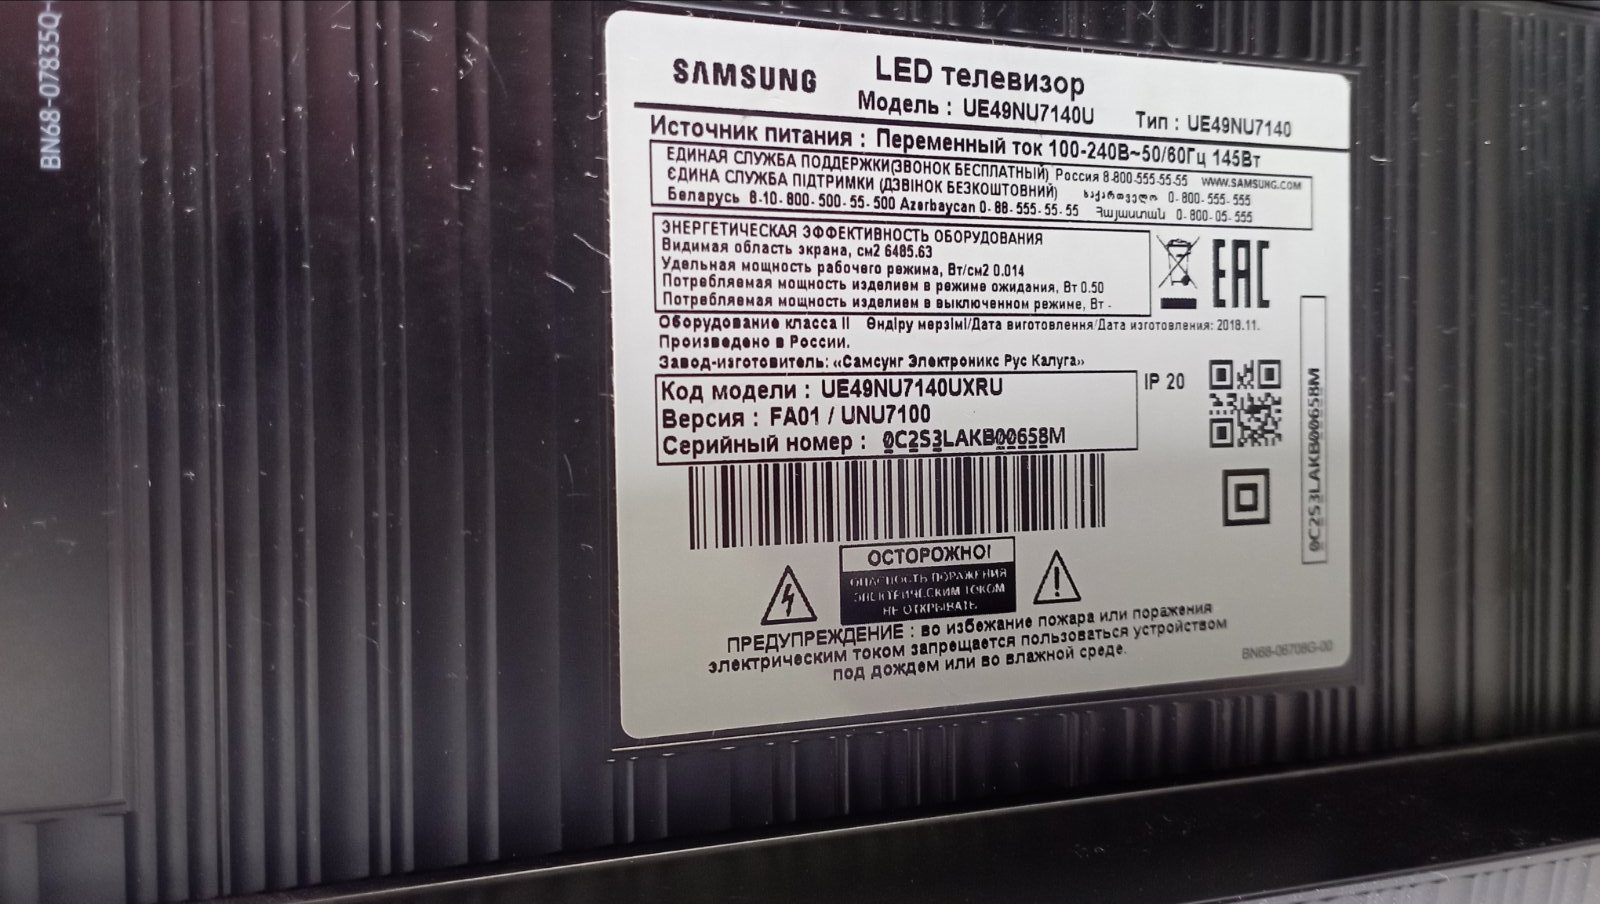 BN68-07835Q-
SAMSUNG
LED телевизор
Модель : UE49NU7140U Тип : UE49NU7140
Источник питания : Переменный ток 100-240В~50/60Гц 145Вт
ЕДИНАЯ СЛУЖБА ПОДДЕРЖКИ(ЗВОНОК БЕСПЛАТНЫЙ) Россия 8-800-555-55-55 WWW.SAMSUNG.COM
ЄДИНА СЛУЖБА ПІДТРИМКИ (ДЗВІНОК БЕЗКОШТОВНИЙ) საქართველო 0-800-555-555
Беларусь 8-10-800-500-55-500 Azerbaycan 0-88-555-55-55 Հայաստան 0-800-05-555
ЭНЕРГЕТИЧЕСКАЯ ЭФФЕКТИВНОСТЬ ОБОРУДОВАНИЯ
Видимая область экрана, см2 6485.63
Удельная мощность рабочего режима, Вт/см2 0.014
Потребляемая мощность изделием в режиме ожидания, Вт 0.50
Потребляемая мощность изделием в выключенном режиме, Вт -
EAC
Оборудование класса II Өндіру мерзімі/Дата виготовлення/Дата изготовления: 2018.11.
Произведено в России.
Завод-изготовитель: «Самсунг Электроникс Рус Калуга»
Код модели : UE49NU7140UXRU
IP 20
Версия : FA01 / UNU7100
Серийный номер : 0C2S3LAKB00658M
0C2S3LAKB00658M
ОСТОРОЖНО!
ОПАСНОСТЬ ПОРАЖЕНИЯ
ЭЛЕКТРИЧЕСКИМ ТОКОМ
НЕ ОТКРЫВАТЬ
ПРЕДУПРЕЖДЕНИЕ : во избежание пожара или поражения
электрическим током запрещается пользоваться устройством
под дождем или во влажной среде.
BN68-06708G-00